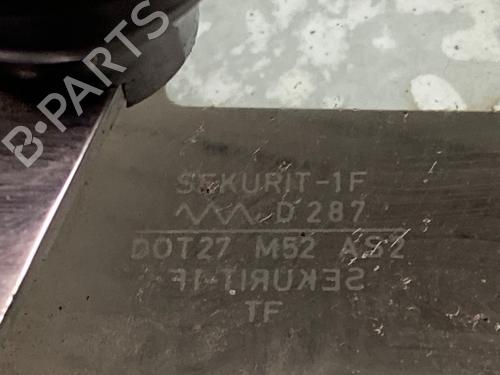 B-PARTS
SEKURIT-1F
D 287
DOT27 M52 AS2
SEKURIT-1F
TF